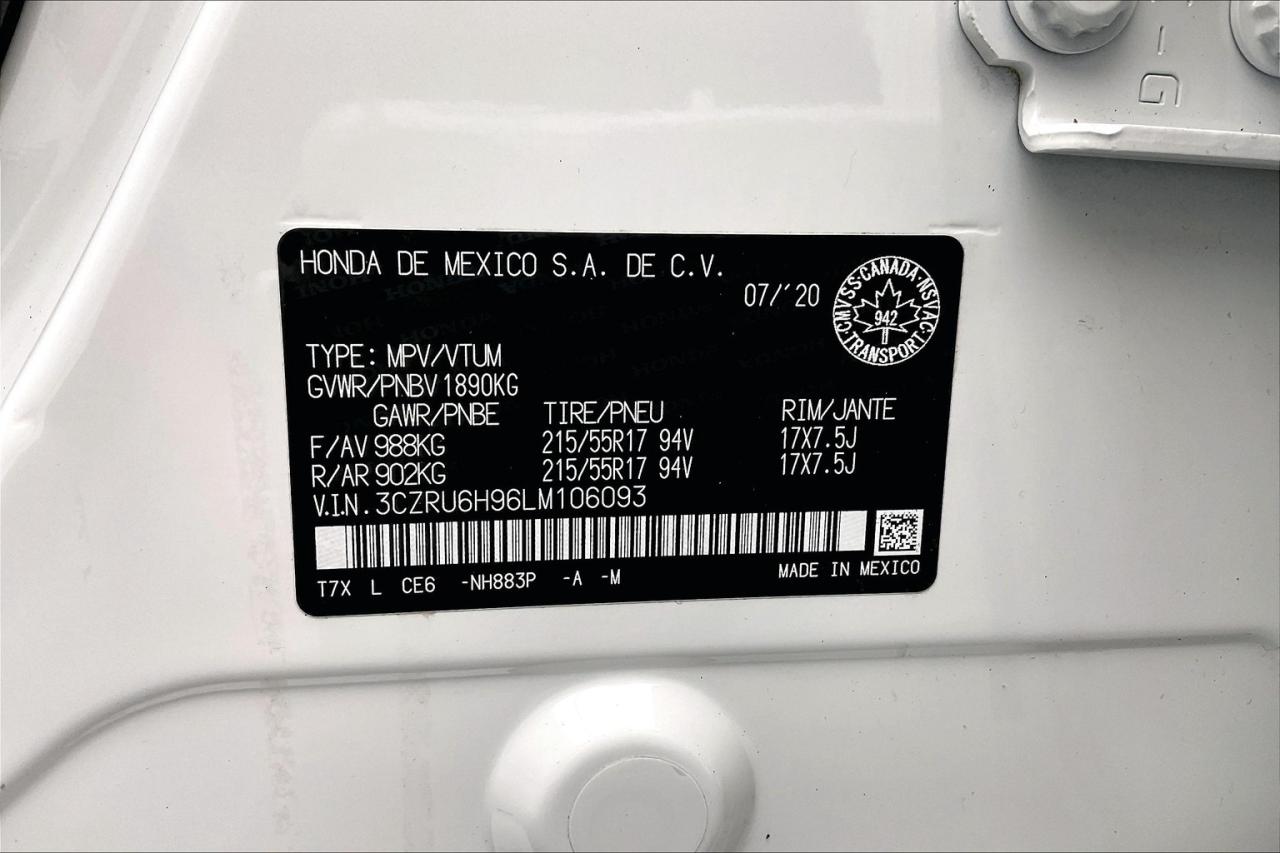 HONDA DE MEXICO S.A. DE C.V.
07/'20
CMVSS·CANADA·NSVAC·TRANSPORT·
942
TYPE: MPV/VTUM
GVWR/PNBV 1890KG
GAWR/PNBE TIRE/PNEU RIM/JANTE
F/AV 988KG 215/55R17 94V 17X7.5J
R/AR 902KG 215/55R17 94V 17X7.5J
V.I.N. 3CZRU6H96LM106093
T7X L CE6 -NH883P -A -M MADE IN MEXICO